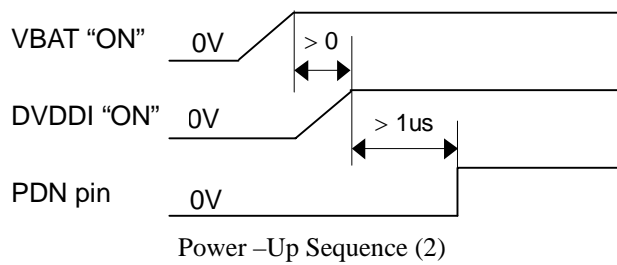 VBAT “ON” 0V > 0
DVDDI “ON” 0V > 1us
PDN pin 0V
Power –Up Sequence (2)